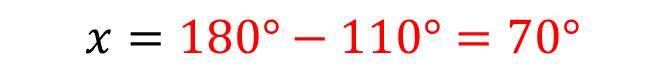 x = 180° − 110° = 70°